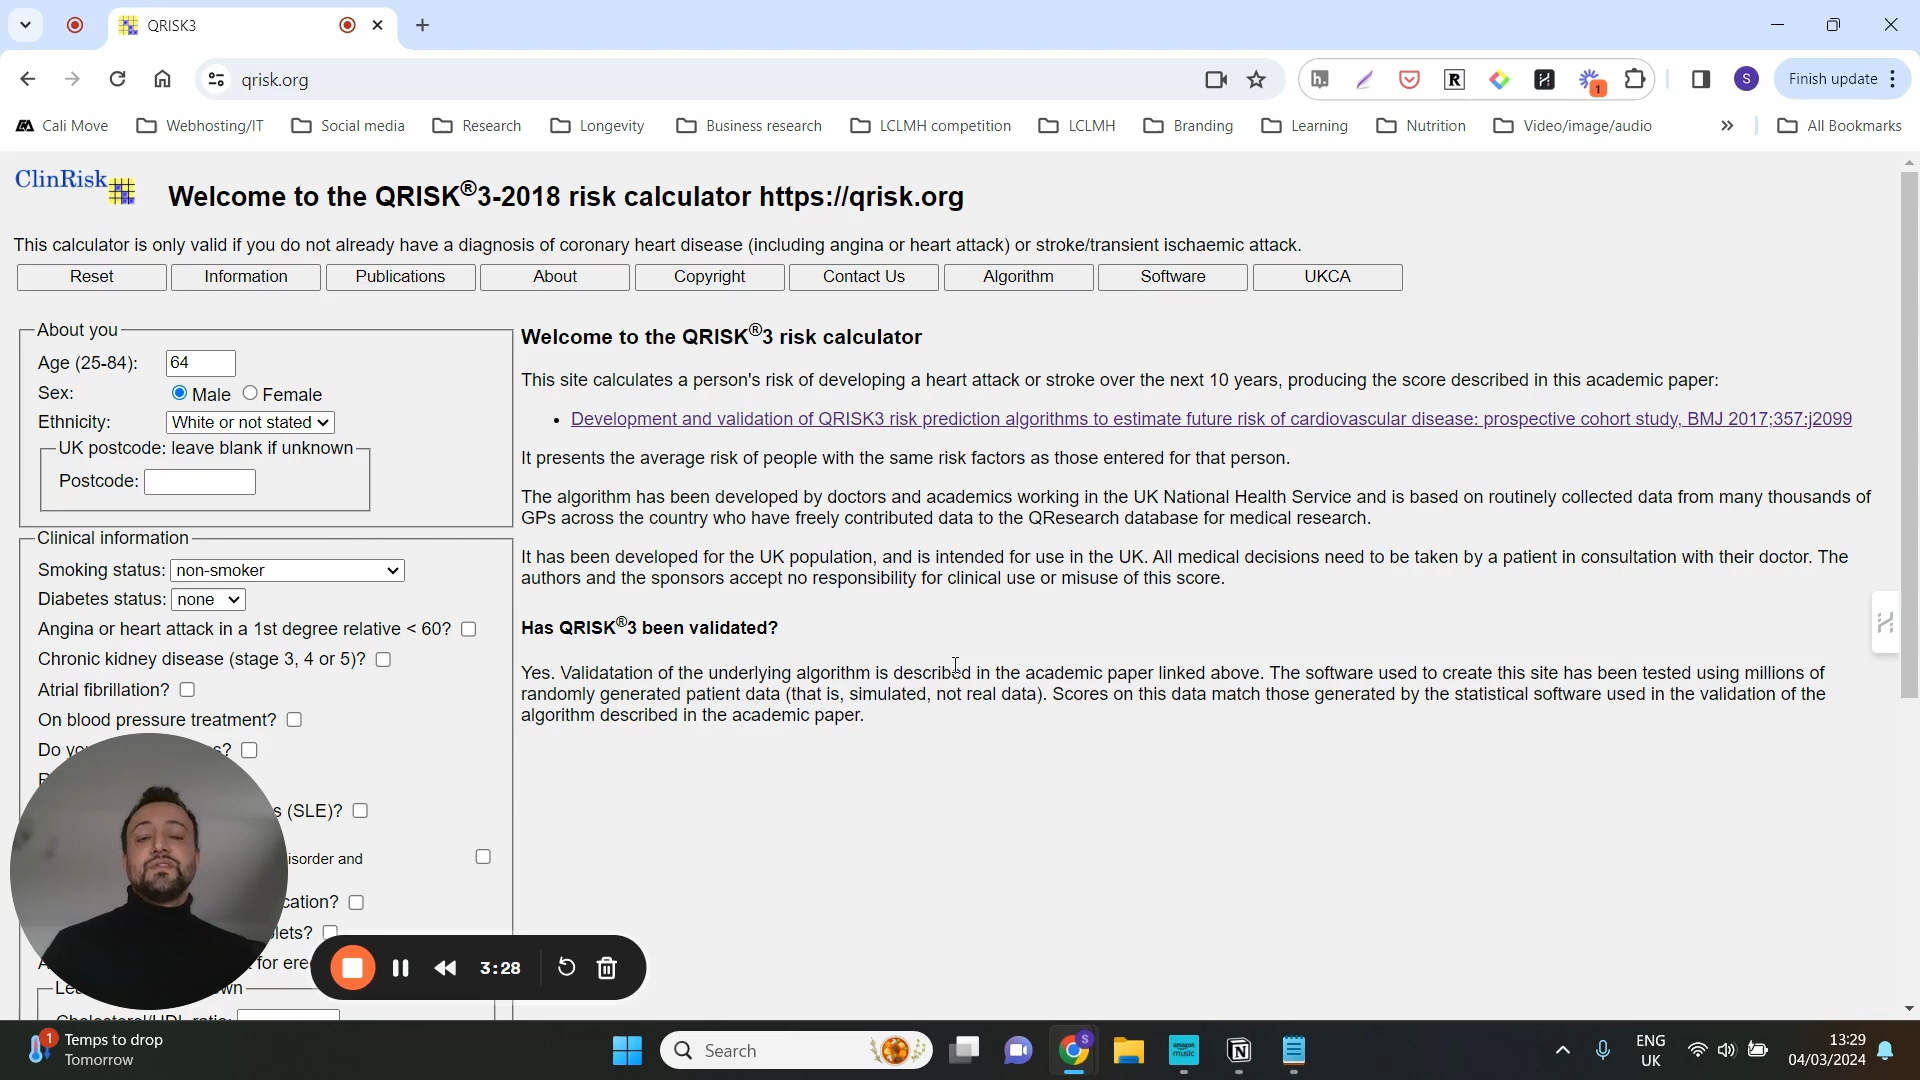 QRISK3
qrisk.org
Finish update
1
S
Cali Move
Webhosting/IT
Social media
Research
Longevity
Business research
LCLMH competition
LCLMH
Branding
Learning
Nutrition
Video/image/audio
All Bookmarks
ClinRisk
Welcome to the QRISK®3-2018 risk calculator https://qrisk.org
This calculator is only valid if you do not already have a diagnosis of coronary heart disease (including angina or heart attack) or stroke/transient ischaemic attack.
Reset
Information
Publications
About
Copyright
Contact Us
Algorithm
Software
UKCA
About you
Age (25-84): 64
Sex: Male Female
Ethnicity: White or not stated
UK postcode: leave blank if unknown
Postcode:
Clinical information
Smoking status: non-smoker
Diabetes status: none
Angina or heart attack in a 1st degree relative < 60?
Chronic kidney disease (stage 3, 4 or 5)?
Atrial fibrillation?
On blood pressure treatment?
Do
(SLE)?
and
for
Cholesterol/HDL ratio:
Welcome to the QRISK®3 risk calculator
This site calculates a person's risk of developing a heart attack or stroke over the next 10 years, producing the score described in this academic paper:
• Development and validation of QRISK3 risk prediction algorithms to estimate future risk of cardiovascular disease: prospective cohort study, BMJ 2017;357:j2099
It presents the average risk of people with the same risk factors as those entered for that person.
The algorithm has been developed by doctors and academics working in the UK National Health Service and is based on routinely collected data from many thousands of
GPs across the country who have freely contributed data to the QResearch database for medical research.
It has been developed for the UK population, and is intended for use in the UK. All medical decisions need to be taken by a patient in consultation with their doctor. The
authors and the sponsors accept no responsibility for clinical use or misuse of this score.
Has QRISK®3 been validated?
Yes. Validatation of the underlying algorithm is described in the academic paper linked above. The software used to create this site has been tested using millions of
randomly generated patient data (that is, simulated, not real data). Scores on this data match those generated by the statistical software used in the validation of the
algorithm described in the academic paper.
3:28
1
Temps to drop
Tomorrow
Search
amazon music
ENG
UK
13:29
04/03/2024